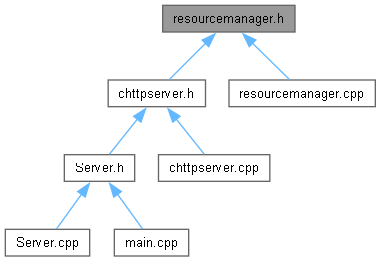 resourcemanager.h
chttpserver.h
resourcemanager.cpp
Server.h
chttpserver.cpp
Server.cpp
main.cpp